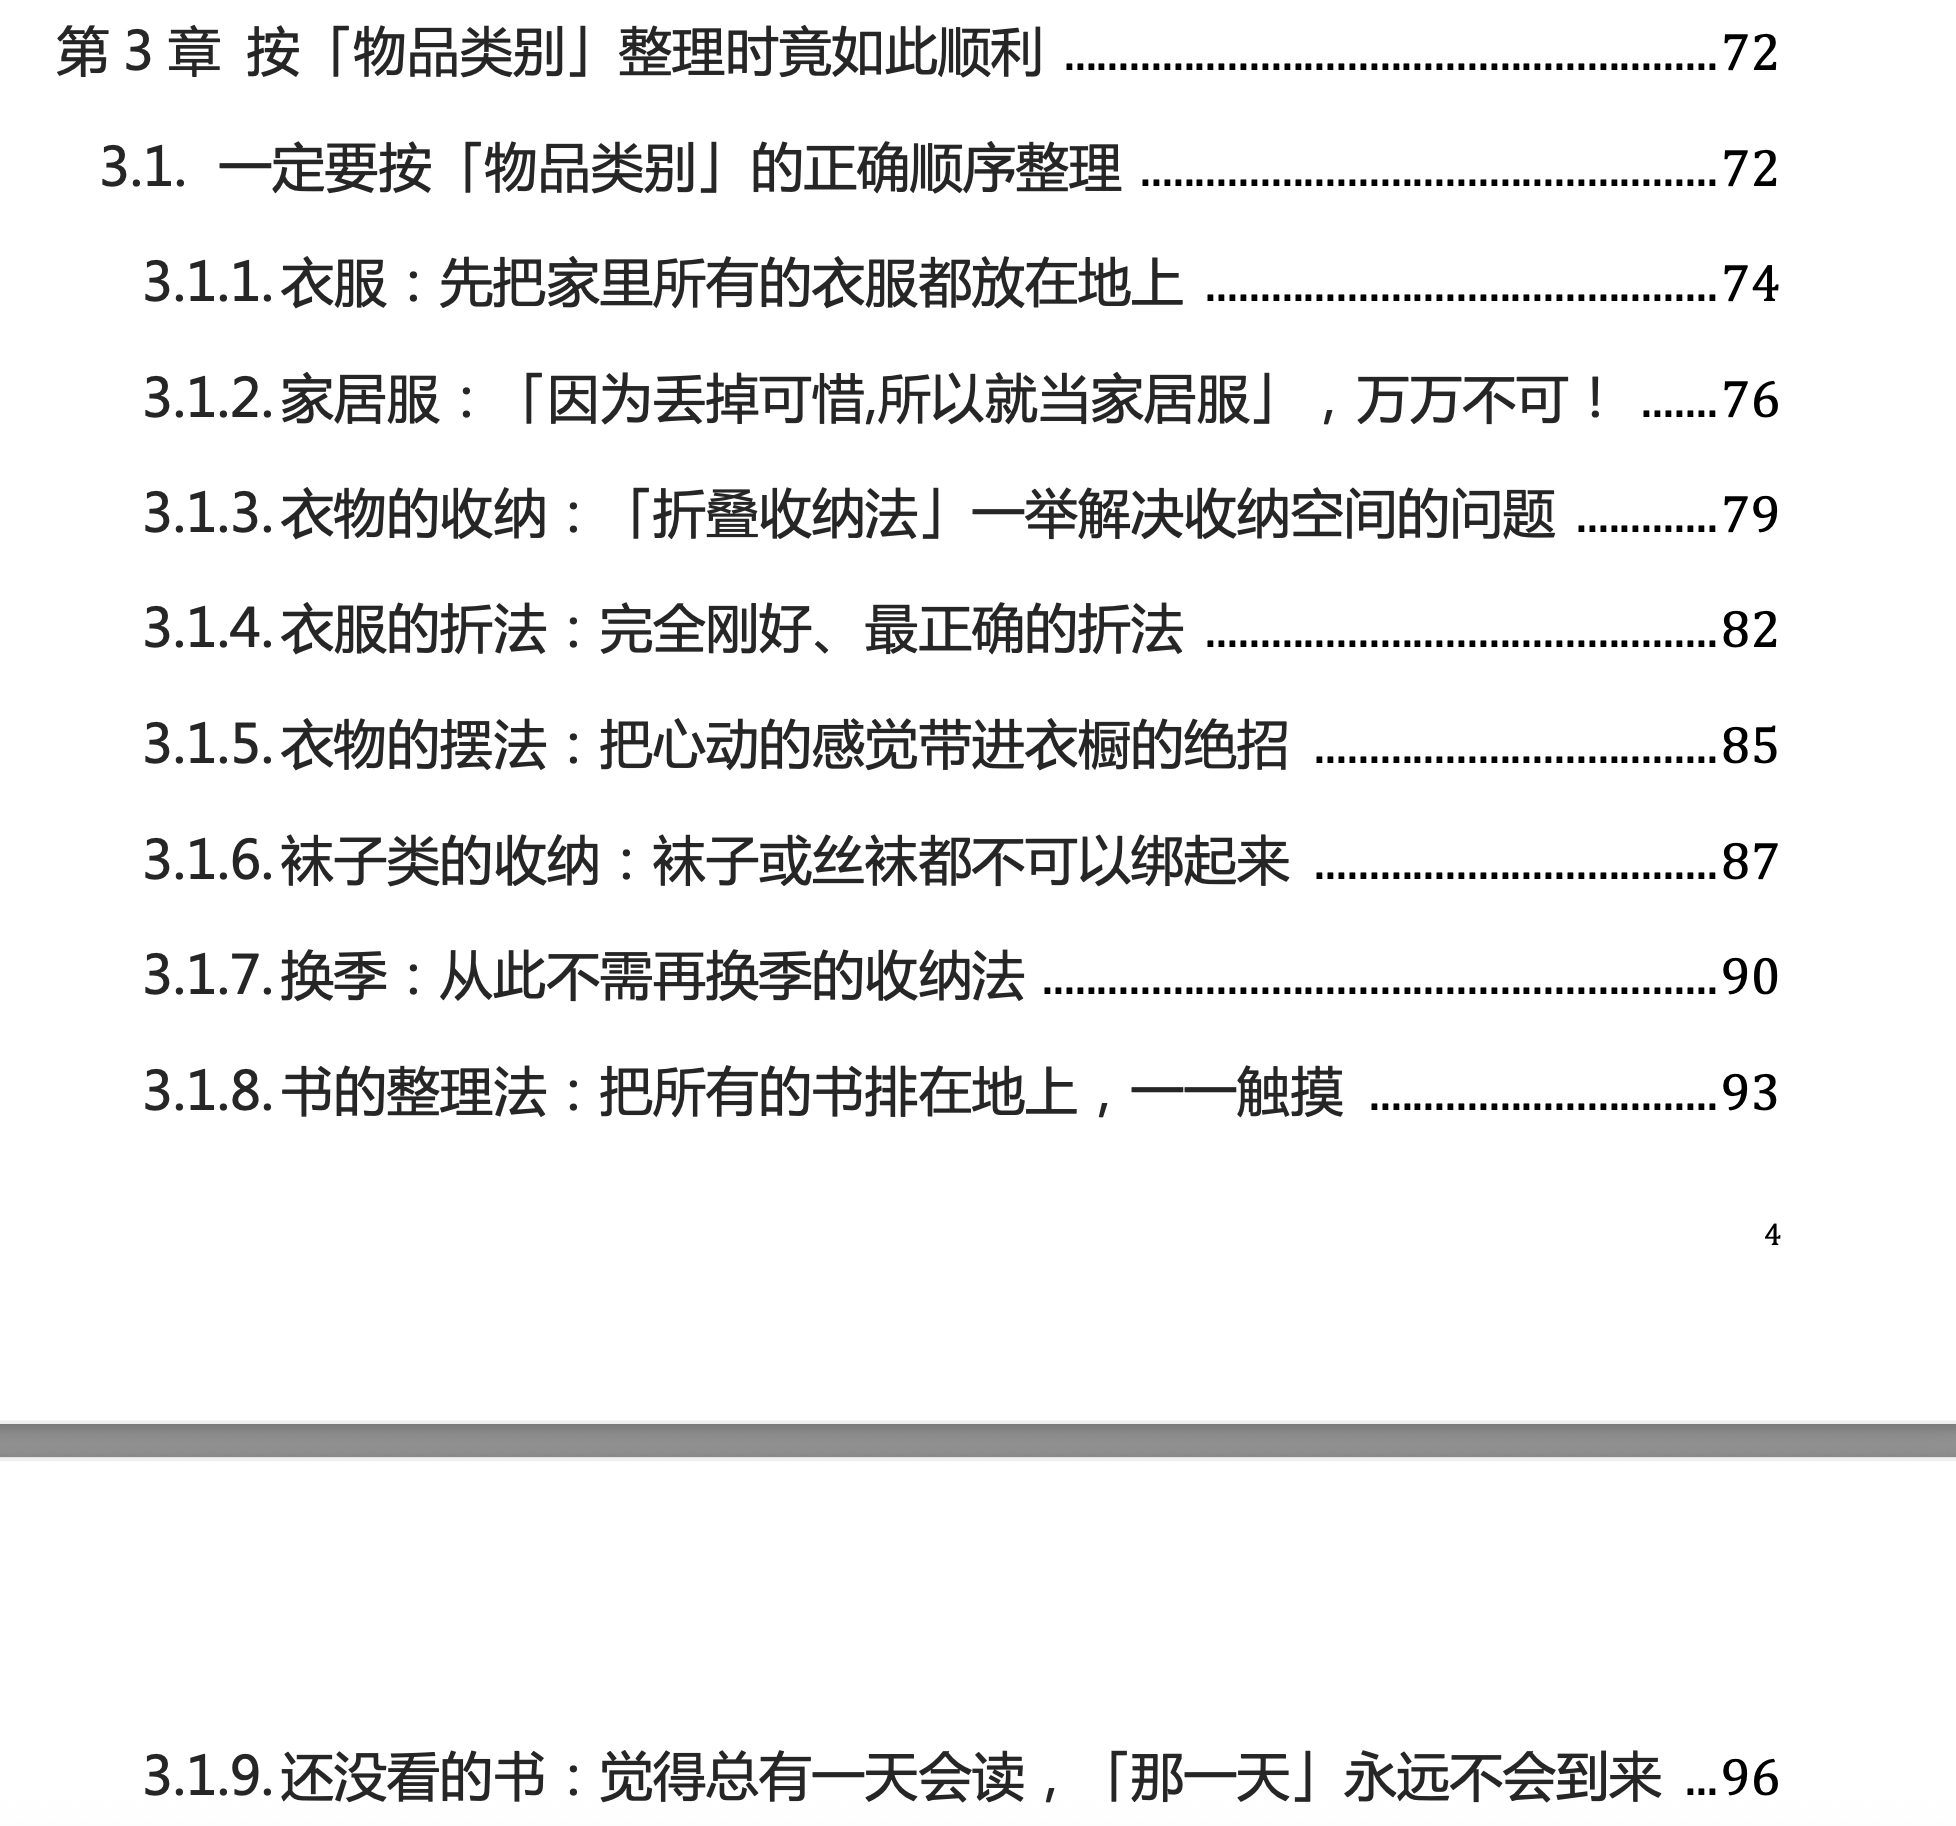 第 3 章 按「物品类别」整理时竟如此顺利 ............................................................72
3.1. 一定要按「物品类别」的正确顺序整理 .....................................................72
3.1.1.衣服：先把家里所有的衣服都放在地上 ...............................................74
3.1.2.家居服：「因为丢掉可惜,所以就当家居服」，万万不可！ .......76
3.1.3.衣物的收纳：「折叠收纳法」一举解决收纳空间的问题 .............79
3.1.4.衣服的折法：完全刚好、最正确的折法 ...............................................82
3.1.5.衣物的摆法：把心动的感觉带进衣橱的绝招 .....................................85
3.1.6.袜子类的收纳：袜子或丝袜都不可以绑起来 .....................................87
3.1.7.换季：从此不需再换季的收纳法 ..............................................................90
3.1.8.书的整理法：把所有的书排在地上，一一触摸 ................................93
4
3.1.9.还没看的书：觉得总有一天会读，「那一天」永远不会到来 ...96